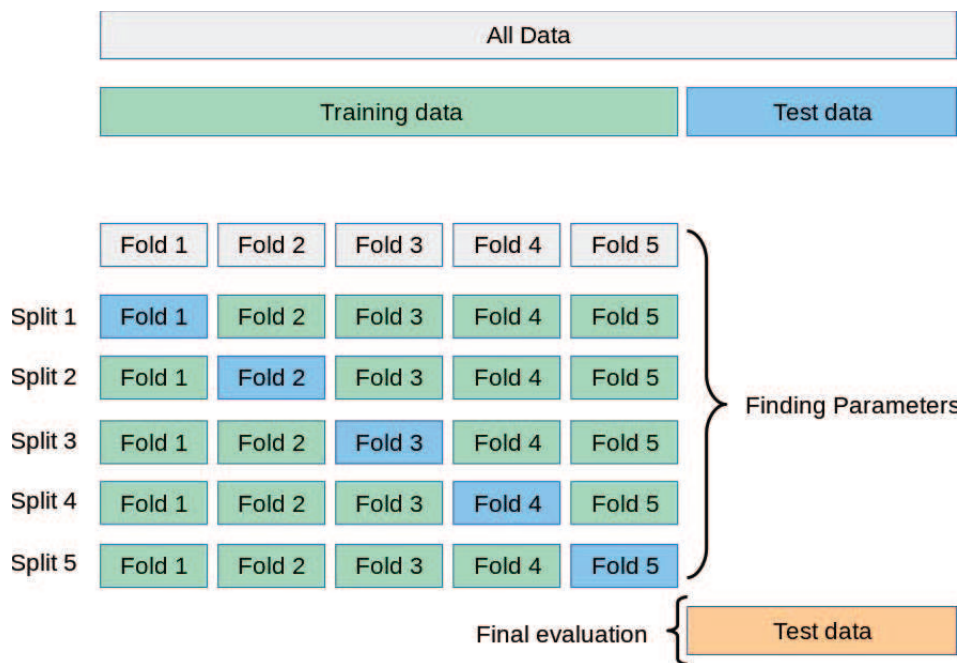 All Data
Training data Test data
Fold 1 Fold 2 Fold 3 Fold 4 Fold 5
Split 1 Fold 1 Fold 2 Fold 3 Fold 4 Fold 5
Split 2 Fold 1 Fold 2 Fold 3 Fold 4 Fold 5
Finding Parameters
Split 3 Fold 1 Fold 2 Fold 3 Fold 4 Fold 5
Split 4 Fold 1 Fold 2 Fold 3 Fold 4 Fold 5
Split 5 Fold 1 Fold 2 Fold 3 Fold 4 Fold 5
Final evaluation Test data